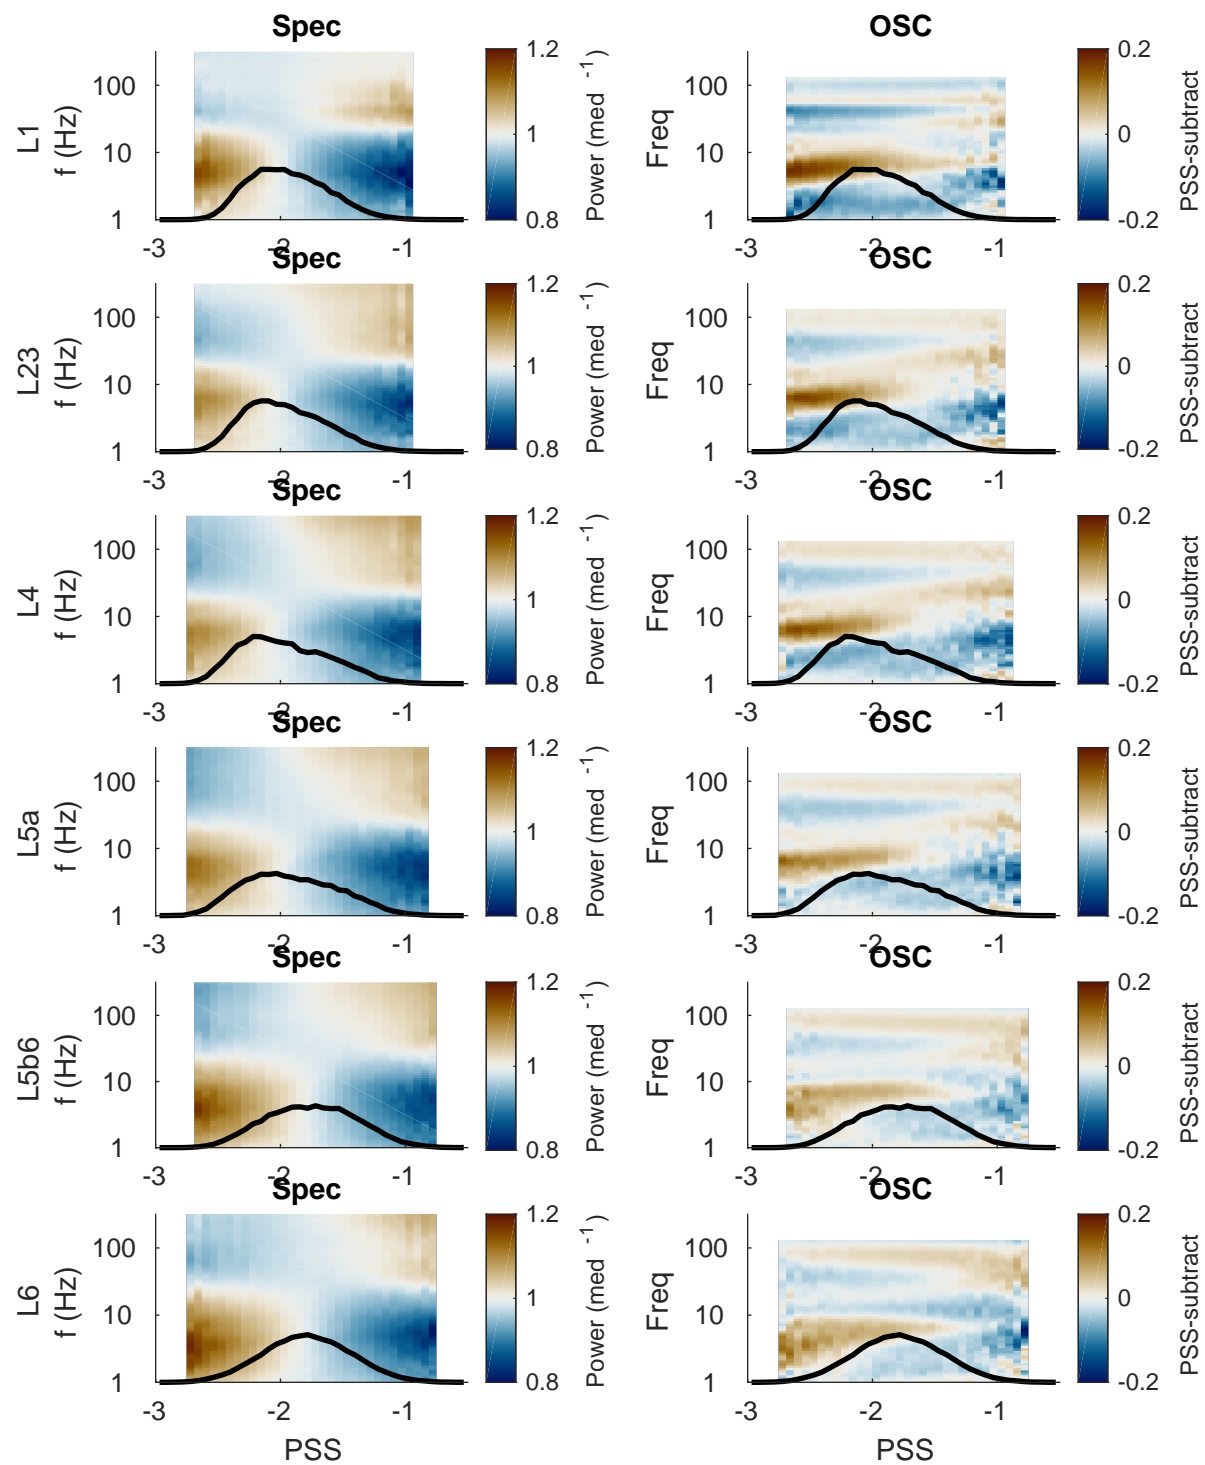 Spec
OSC
L1
f (Hz)
100
10
1
-3
-2
-1
1.2
1
0.8
Power (med -1)
Freq
100
10
1
-3
-2
-1
0.2
0
-0.2
PSS-subtract
Spec
OSC
L23
f (Hz)
100
10
1
-3
-2
-1
1.2
1
0.8
Power (med -1)
Freq
100
10
1
-3
-2
-1
0.2
0
-0.2
PSS-subtract
Spec
OSC
L4
f (Hz)
100
10
1
-3
-2
-1
1.2
1
0.8
Power (med -1)
Freq
100
10
1
-3
-2
-1
0.2
0
-0.2
PSS-subtract
Spec
OSC
L5a
f (Hz)
100
10
1
-3
-2
-1
1.2
1
0.8
Power (med -1)
Freq
100
10
1
-3
-2
-1
0.2
0
-0.2
PSS-subtract
Spec
OSC
L5b6
f (Hz)
100
10
1
-3
-2
-1
1.2
1
0.8
Power (med -1)
Freq
100
10
1
-3
-2
-1
0.2
0
-0.2
PSS-subtract
Spec
OSC
L6
f (Hz)
100
10
1
-3
-2
-1
PSS
1.2
1
0.8
Power (med -1)
Freq
100
10
1
-3
-2
-1
PSS
0.2
0
-0.2
PSS-subtract